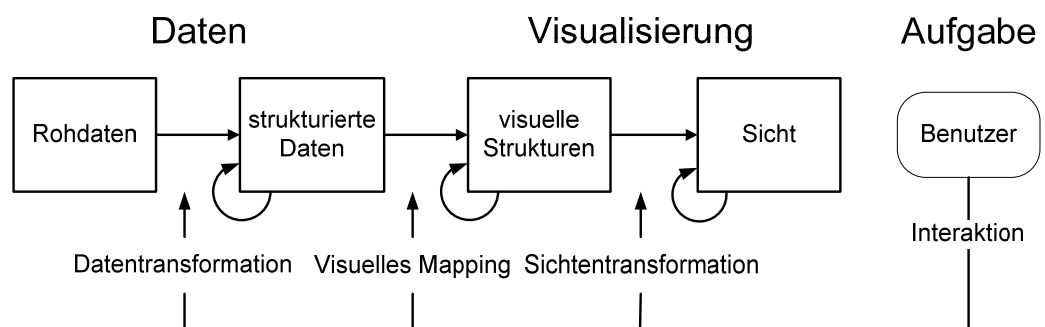 Daten
Visualisierung
Aufgabe
Rohdaten
strukturierte
Daten
visuelle
Strukturen
Sicht
Benutzer
Interaktion
Datentransformation
Visuelles Mapping
Sichtentransformation